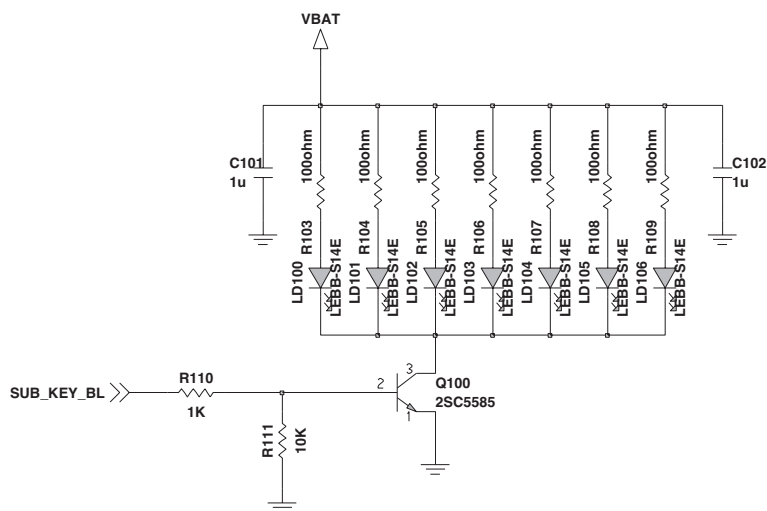 VBAT
C101
1u
100ohm
100ohm
100ohm
100ohm
100ohm
100ohm
100ohm
C102
1u
R103
R104
R105
R106
R107
R108
R109
LD100
LEBB-S14E
LD101
LEBB-S14E
LD102
LEBB-S14E
LD103
LEBB-S14E
LD104
LEBB-S14E
LD105
LEBB-S14E
LD106
LEBB-S14E
3
2
1
Q100
2SC5585
SUB_KEY_BL
R110
1K
R111
10K